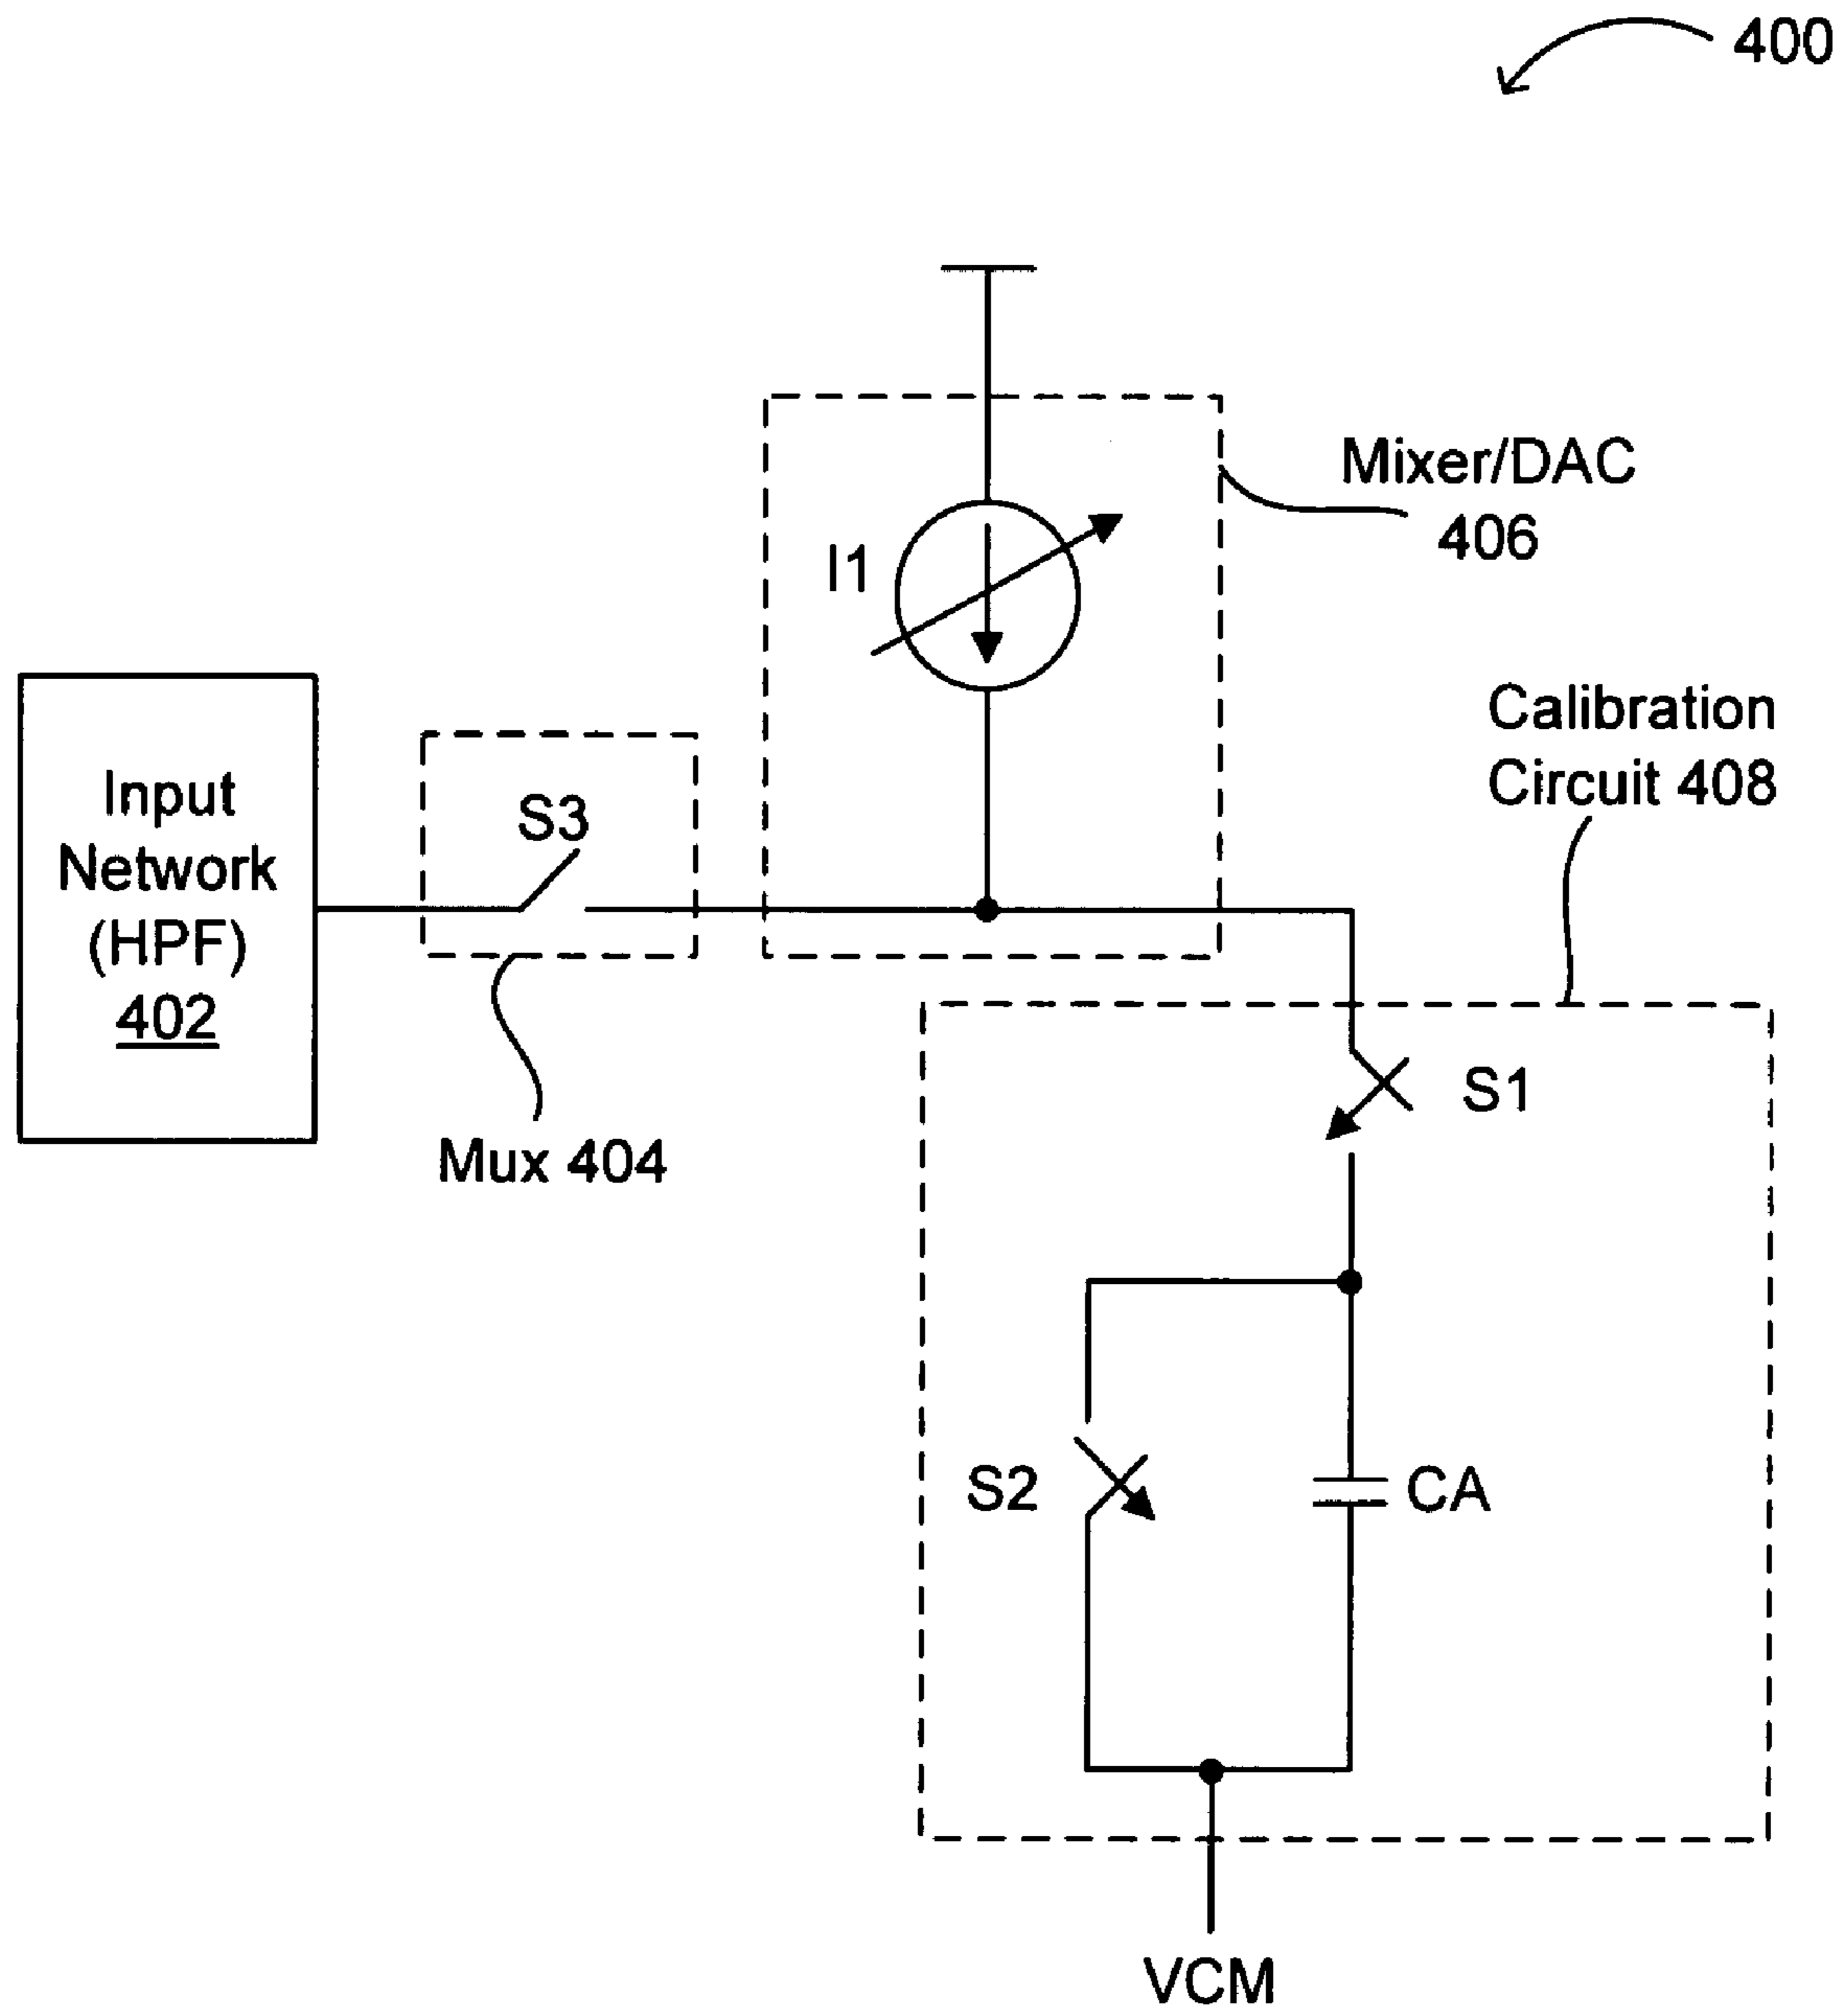 400
Mixer/DAC
406
I1
Calibration
Circuit 408
Input
Network
(HPF)
402
S3
Mux 404
S1
S2
CA
VCM